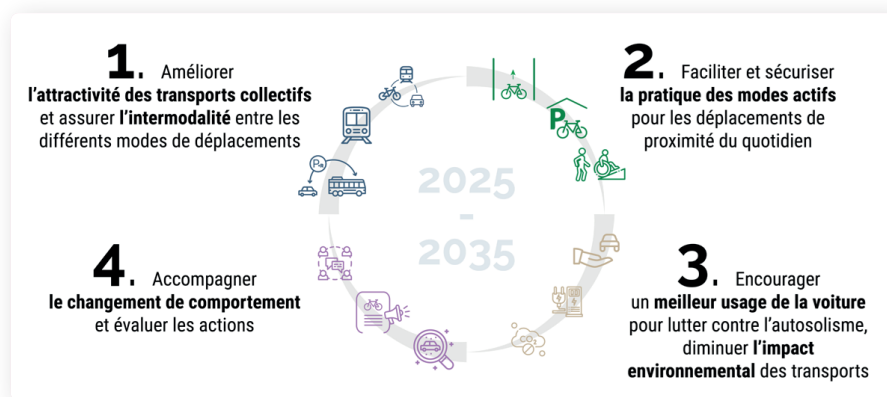 1. Améliorer
l'attractivité des transports collectifs
et assurer l'intermodalité entre les
différents modes de déplacements
2. Faciliter et sécuriser
la pratique des modes actifs
pour les déplacements de
proximité du quotidien
P
P
2025
-
2035
4. Accompagner
le changement de comportement
et évaluer les actions
3. Encourager
un meilleur usage de la voiture
pour lutter contre l'autosolisme,
diminuer l'impact
environnemental des transports
CO2